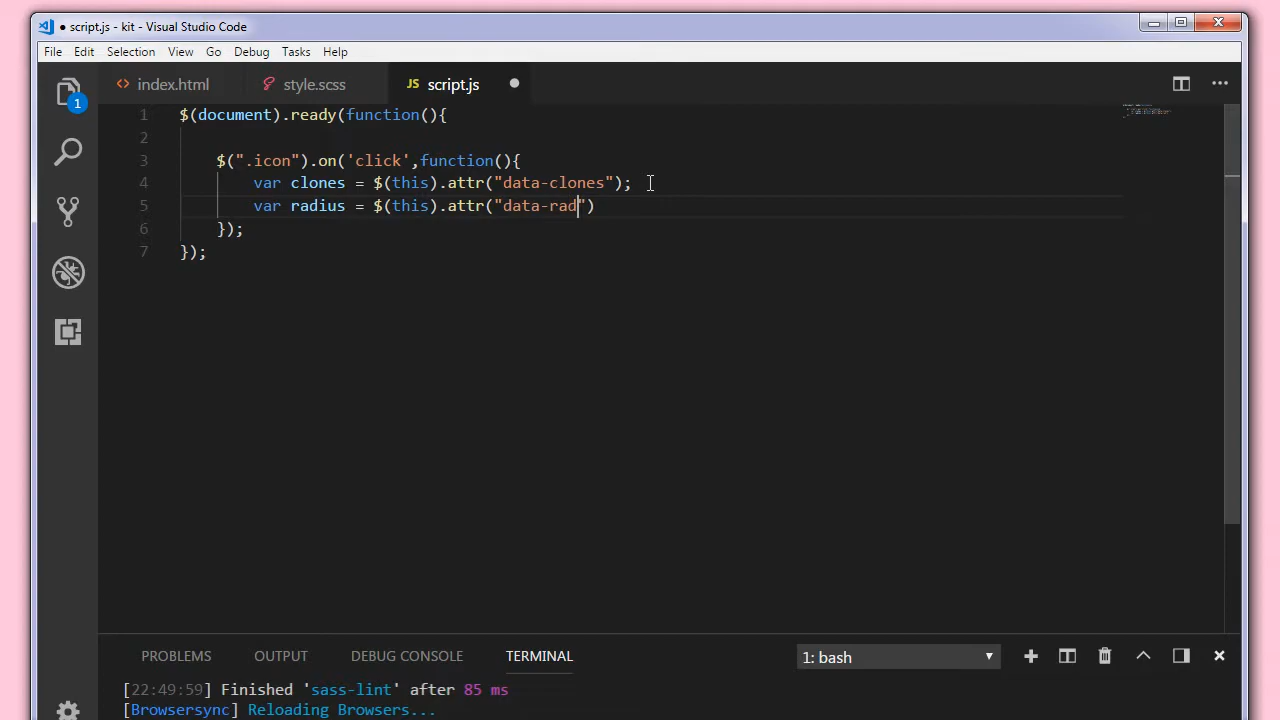 ● script.js - kit - Visual Studio Code
File Edit Selection View Go Debug Tasks Help
<> index.html style.scss JS script.js ●
1
1 $(document).ready(function(){
2
3 $(".icon").on('click',function(){
4 var clones = $(this).attr("data-clones");
5 var radius = $(this).attr("data-rad")
6 });
7 });
PROBLEMS OUTPUT DEBUG CONSOLE TERMINAL 1: bash
[22:49:59] Finished 'sass-lint' after 85 ms
[Browsersync] Reloading Browsers...